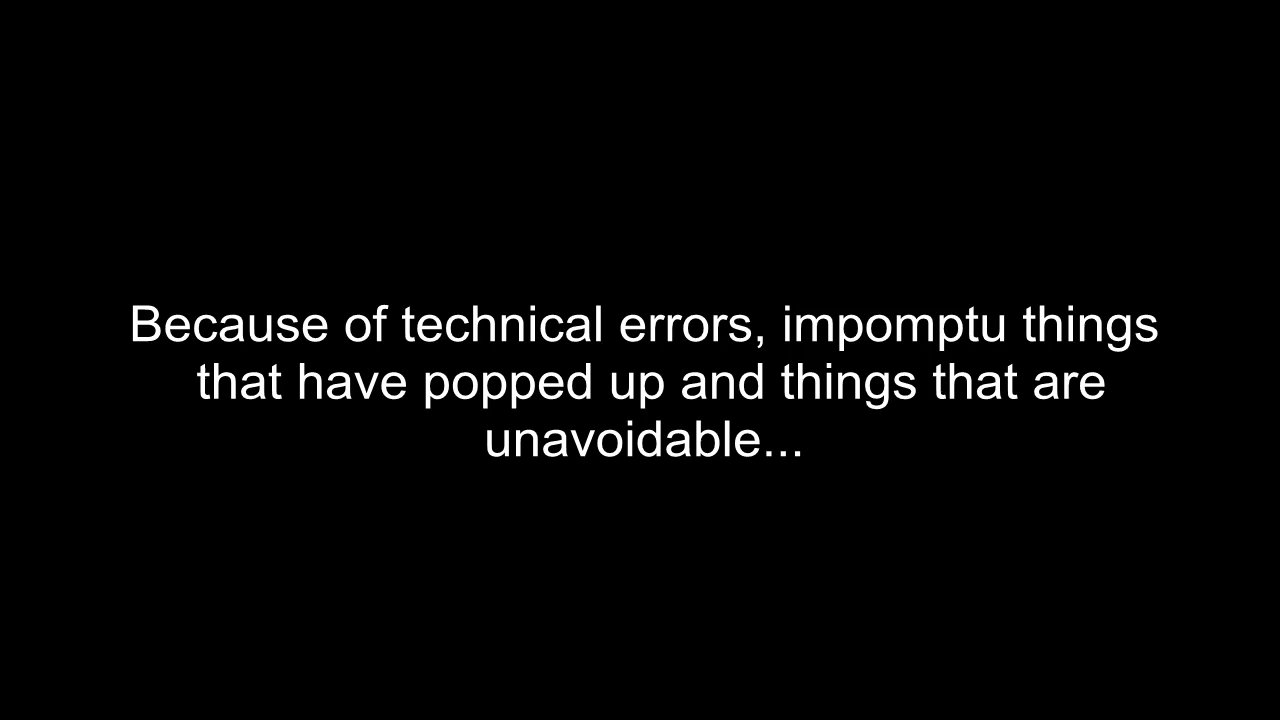 Because of technical errors, impomptu things
that have popped up and things that are
unavoidable...